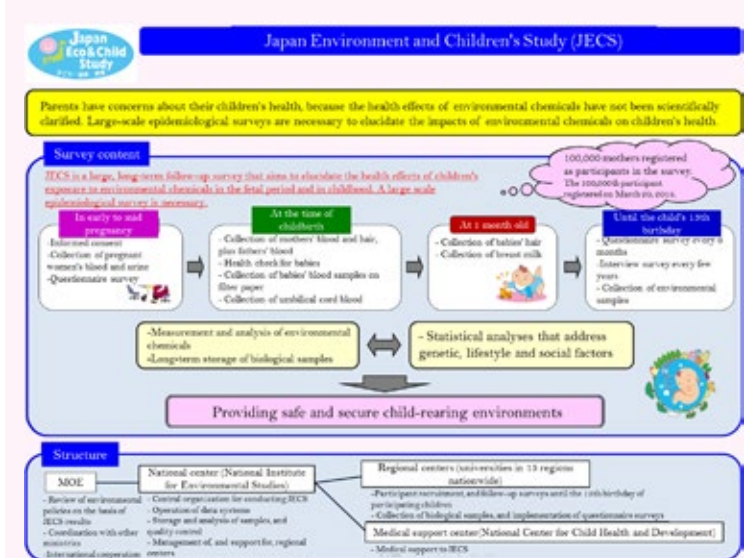 Japan
Eco & Child
Study
Japan Environment and Children's Study (JECS)
Parents have concerns about their children's health, because the health effects of environmental chemicals have not been scientifically
clarified. Large-scale epidemiological surveys are necessary to elucidate the impacts of environmental chemicals on children's health.
Survey content
JECS is a large, long-term follow-up survey that aims to elucidate the health effects of children's
exposure to environmental chemicals in the fetal period and in childhood. A large scale
epidemiological survey is necessary.
100,000 mothers registered
as participants in the survey.
The 100,000th participant
registered on March 20, 2014.
In early to mid
pregnancy
-Informed consent
-Collection of pregnant
women's blood and urine
-Questionnaire survey
At the time of
childbirth
- Collection of mothers' blood and hair,
plus fathers' blood
- Health check for babies
- Collection of babies' blood samples on
filter paper
- Collection of umbilical cord blood
At 1 month old
- Collection of babies' hair
- Collection of breast milk
Until the child's 13th
birthday
- Questionnaire survey every 6
months
- Interview survey every few
years
- Collection of environmental
samples
-Measurement and analysis of environmental
chemicals
-Long-term storage of biological samples
- Statistical analyses that address
genetic, lifestyle and social factors
Providing safe and secure child-rearing environments
Structure
MOE
- Review of environmental
policies on the basis of
JECS results
- Coordination with other
ministries
- International cooperation
National center (National Institute
for Environmental Studies)
- Central organization for conducting JECS
- Operation of data systems
- Storage and analysis of samples, and
quality control
- Management of, and support for, regional
centers
Regional centers (universities in 15 regions
nationwide)
-Participant recruitment, and follow-up surveys until the 13th birthday of
participating children
- Collection of biological samples, and implementation of questionnaire surveys
Medical support center(National Center for Child Health and Development)
- Medical support to JECS